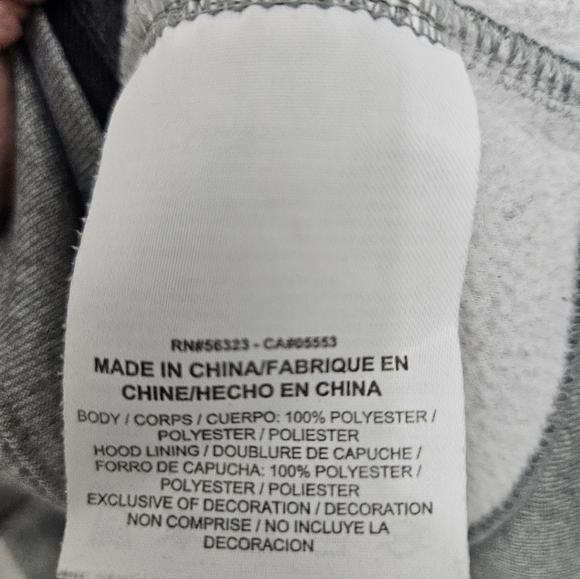 RN#56323 - CA#05553
MADE IN CHINA/FABRIQUE EN
CHINE/HECHO EN CHINA
BODY / CORPS / CUERPO: 100% POLYESTER /
POLYESTER / POLIESTER
HOOD LINING / DOUBLURE DE CAPUCHE /
FORRO DE CAPUCHA: 100% POLYESTER /
POLYESTER / POLIESTER
EXCLUSIVE OF DECORATION / DECORATION
NON COMPRISE / NO INCLUYE LA
DECORACION